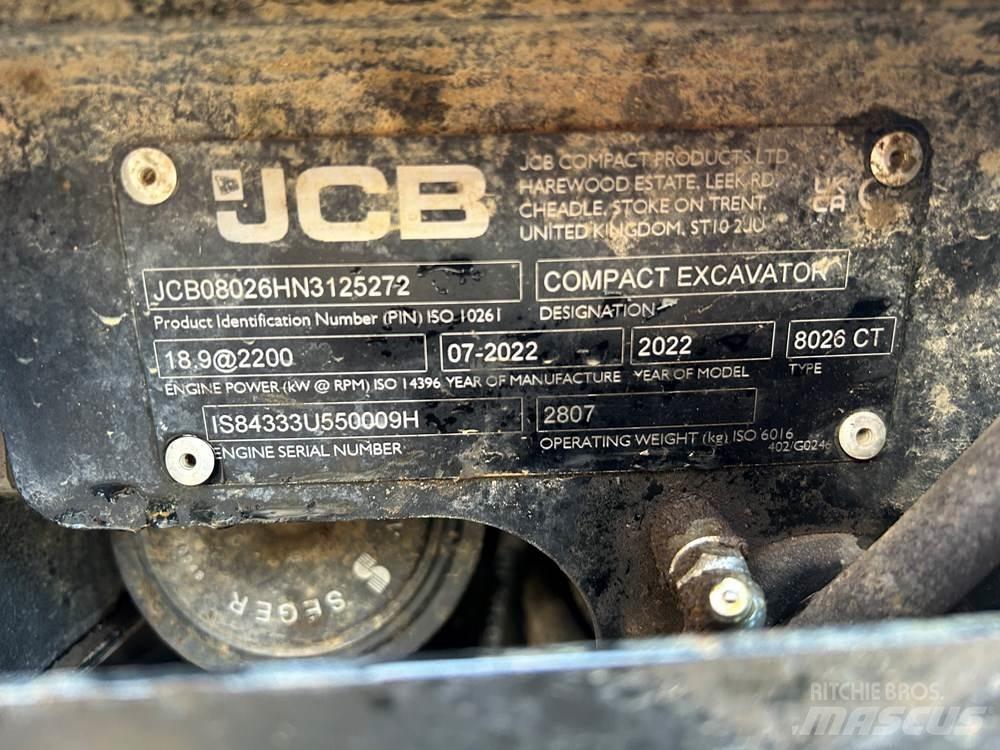 JCB
JCB COMPACT PRODUCTS LTD
HAREWOOD ESTATE, LEEK RD,
CHEADLE, STOKE ON TRENT,
UNITED KINGDOM, ST10 2JU
UK
CA
JCB08026HN3125272
COMPACT EXCAVATOR
Product Identification Number (PIN) ISO 10261
DESIGNATION
18.9@2200
07-2022
2022
8026 CT
ENGINE POWER (kW @ RPM) ISO 14396
YEAR OF MANUFACTURE
YEAR OF MODEL
TYPE
IS84333U550009H
2807
ENGINE SERIAL NUMBER
OPERATING WEIGHT (kg) ISO 6016
402/G0246
S SEGER
RITCHIE BROS.
MASCUS